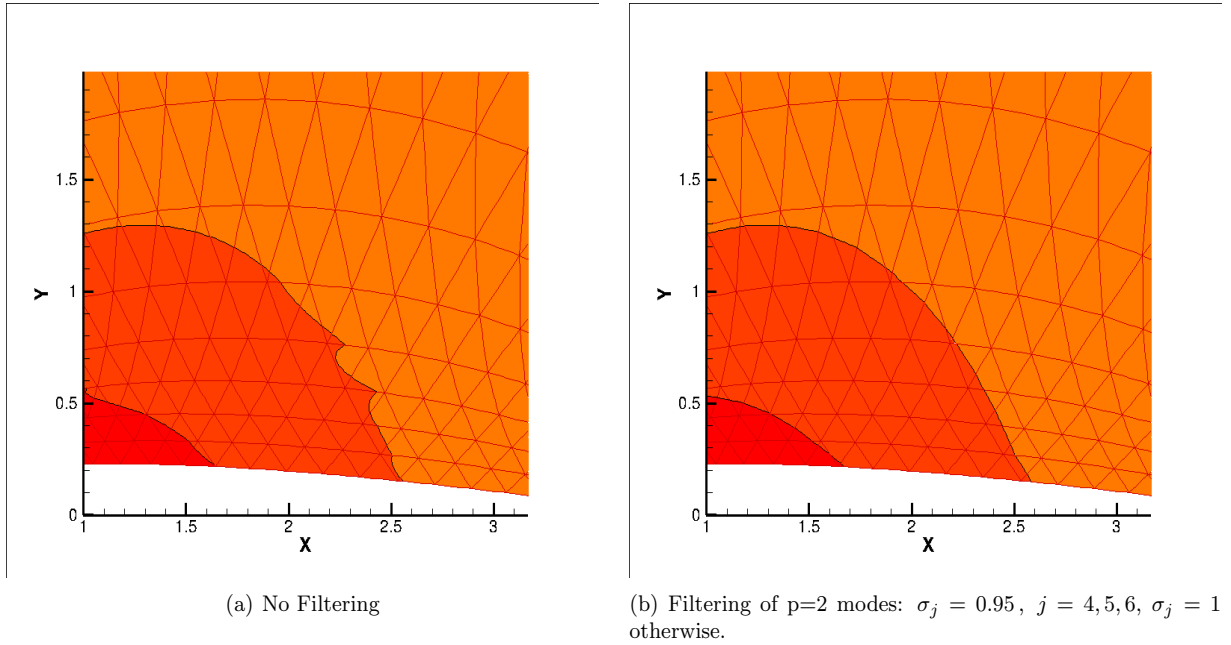 Y
1.5
1
0.5
0
1
1.5
2
2.5
3
X
(a) No Filtering
Y
1.5
1
0.5
0
1
1.5
2
2.5
3
X
(b) Filtering of p=2 modes: σⱼ = 0.95, j = 4, 5, 6, σⱼ = 1
otherwise.